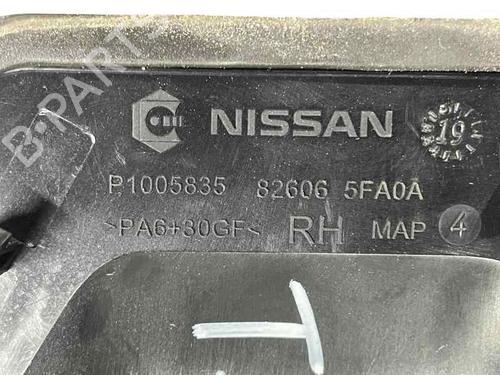 NISSAN 19
P1005835 82606 5FA0A
>PA6+30GF< RH MAP 4
B-PARTS